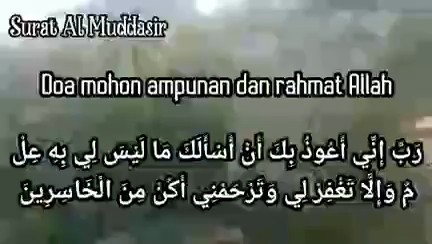 Surat Al Muddasir
Doa mohon ampunan dan rahmat Allah
رَبِّ إِنِّي أَعُوذُ بِكَ أَنْ أَسْأَلَكَ مَا لَيْسَ لِي بِهِ عِلْ
مٌ وَإِلَّا تَغْفِرْ لِي وَتَرْحَمْنِي أَكُنْ مِنَ الْخَاسِرِينَ